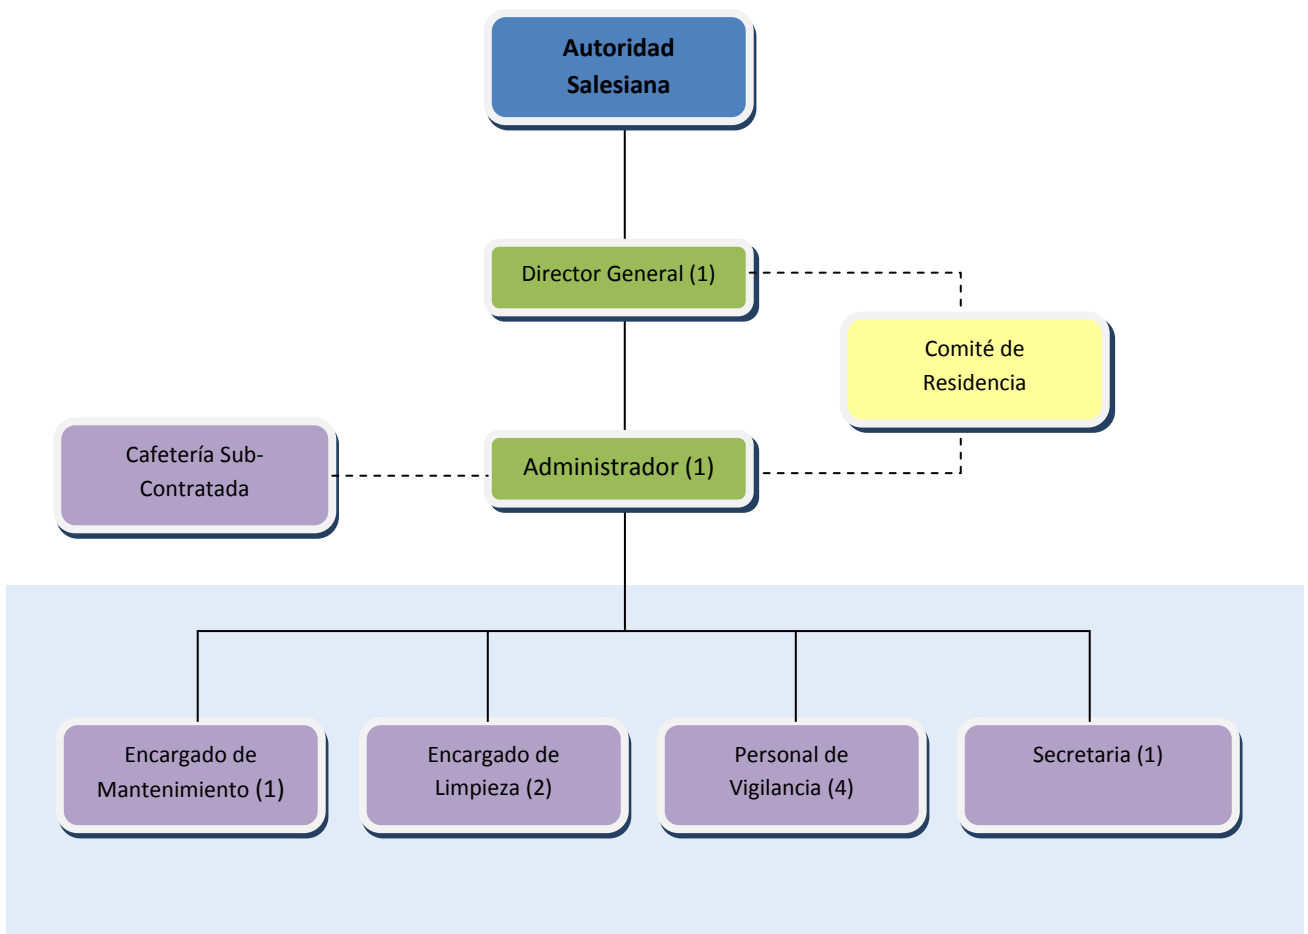 Autoridad
Salesiana
Director General (1)
Comité de
Residencia
Cafetería Sub-
Contratada
Administrador (1)
Encargado de
Mantenimiento (1)
Encargado de
Limpieza (2)
Personal de
Vigilancia (4)
Secretaria (1)